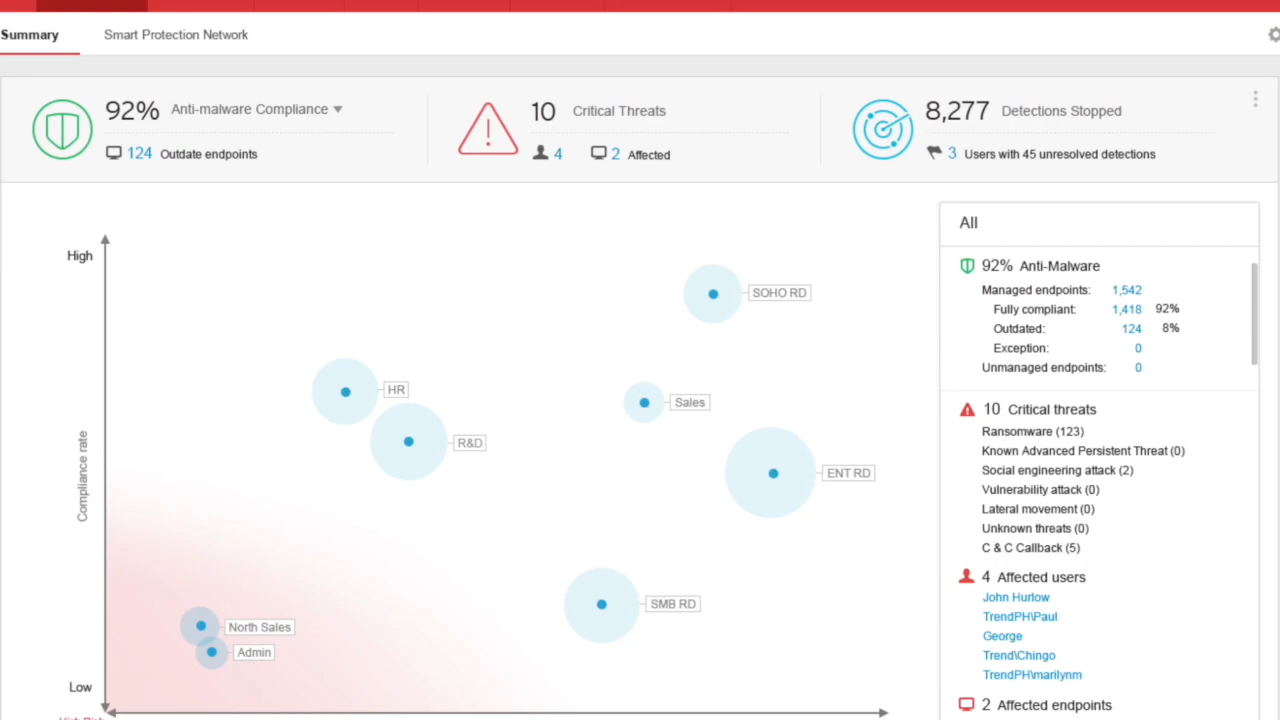 Summary
Smart Protection Network
92% Anti-malware Compliance
124 Outdate endpoints
10 Critical Threats
4 2 Affected
8,277 Detections Stopped
3 Users with 45 unresolved detections
High
Compliance rate
Low
SOHO RD
HR
Sales
R&D
ENT RD
SMB RD
North Sales
Admin
High Risk
All
92% Anti-Malware
Managed endpoints: 1,542
Fully compliant: 1,418 92%
Outdated: 124 8%
Exception: 0
Unmanaged endpoints: 0
10 Critical threats
Ransomware (123)
Known Advanced Persistent Threat (0)
Social engineering attack (2)
Vulnerability attack (0)
Lateral movement (0)
Unknown threats (0)
C & C Callback (5)
4 Affected users
John Hurlow
TrendPH\Paul
George
Trend\Chingo
TrendPH\marilynm
2 Affected endpoints